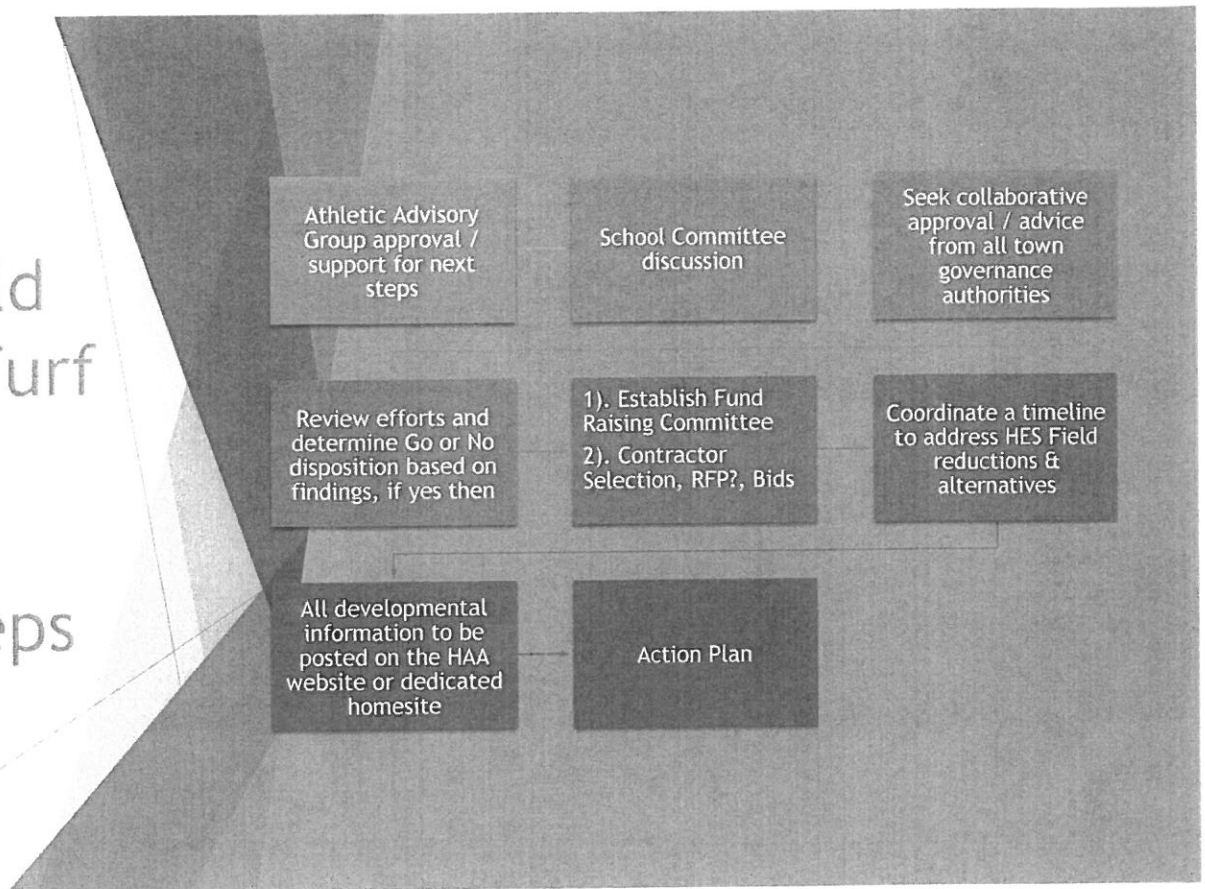 ld
Turf
eps
Athletic Advisory
Group approval /
support for next
steps
School Committee
discussion
Seek collaborative
approval / advice
from all town
governance
authorities
Review efforts and
determine Go or No
disposition based on
findings, if yes then
1). Establish Fund
Raising Committee
2). Contractor
Selection, RFP?, Bids
Coordinate a timeline
to address HES Field
reductions &
alternatives
All developmental
information to be
posted on the HAA
website or dedicated
homesite
Action Plan